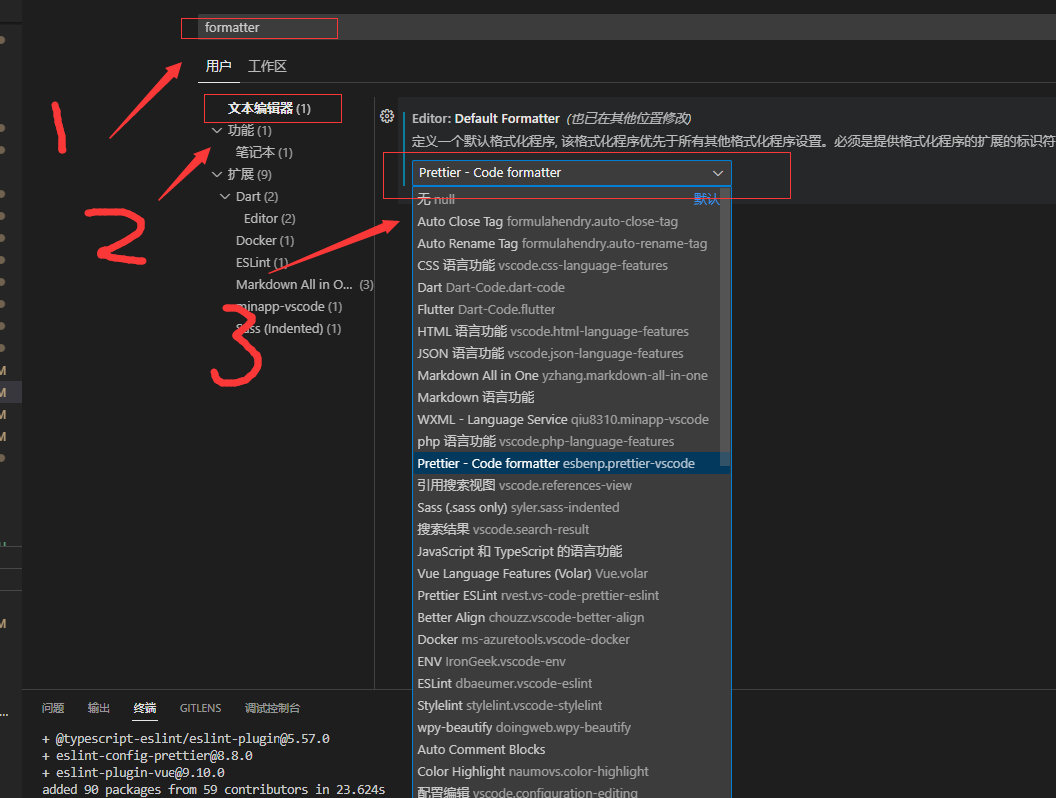 formatter
用户 工作区
1
文本编辑器 (1)
功能 (1)
笔记本 (1)
扩展 (9)
Dart (2)
Editor (2)
Docker (1)
ESLint (1)
Markdown All in O... (3)
minapp-vscode (1)
Sass (Indented) (1)
2
3
Editor: Default Formatter (也已在其他位置修改)
定义一个默认格式化程序, 该格式化程序优先于所有其他格式化程序设置。必须是提供格式化程序的扩展的标识符
Prettier - Code formatter
无 null 默认
Auto Close Tag formulahendry.auto-close-tag
Auto Rename Tag formulahendry.auto-rename-tag
CSS 语言功能 vscode.css-language-features
Dart Dart-Code.dart-code
Flutter Dart-Code.flutter
HTML 语言功能 vscode.html-language-features
JSON 语言功能 vscode.json-language-features
Markdown All in One yzhang.markdown-all-in-one
Markdown 语言功能
WXML - Language Service qiu8310.minapp-vscode
php 语言功能 vscode.php-language-features
Prettier - Code formatter esbenp.prettier-vscode
引用搜索视图 vscode.references-view
Sass (.sass only) syler.sass-indented
搜索结果 vscode.search-result
JavaScript 和 TypeScript 的语言功能
Vue Language Features (Volar) Vue.volar
Prettier ESLint rvest.vs-code-prettier-eslint
Better Align chouzz.vscode-better-align
Docker ms-azuretools.vscode-docker
ENV IronGeek.vscode-env
ESLint dbaeumer.vscode-eslint
Stylelint stylelint.vscode-stylelint
wpy-beautify doingweb.wpy-beautify
Auto Comment Blocks
Color Highlight naumovs.color-highlight
配置编辑 vscode.configuration-editing
M
M
M
M
M
...
问题 输出 终端 GITLENS 调试控制台
+ @typescript-eslint/eslint-plugin@5.57.0
+ eslint-config-prettier@8.8.0
+ eslint-plugin-vue@9.10.0
added 90 packages from 59 contributors in 23.624s